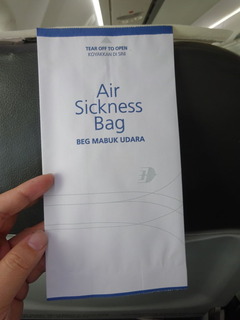 TEAR OFF TO OPEN
KOYAKKAN DI SINI
Air
Sickness
Bag
BEG MABUK UDARA